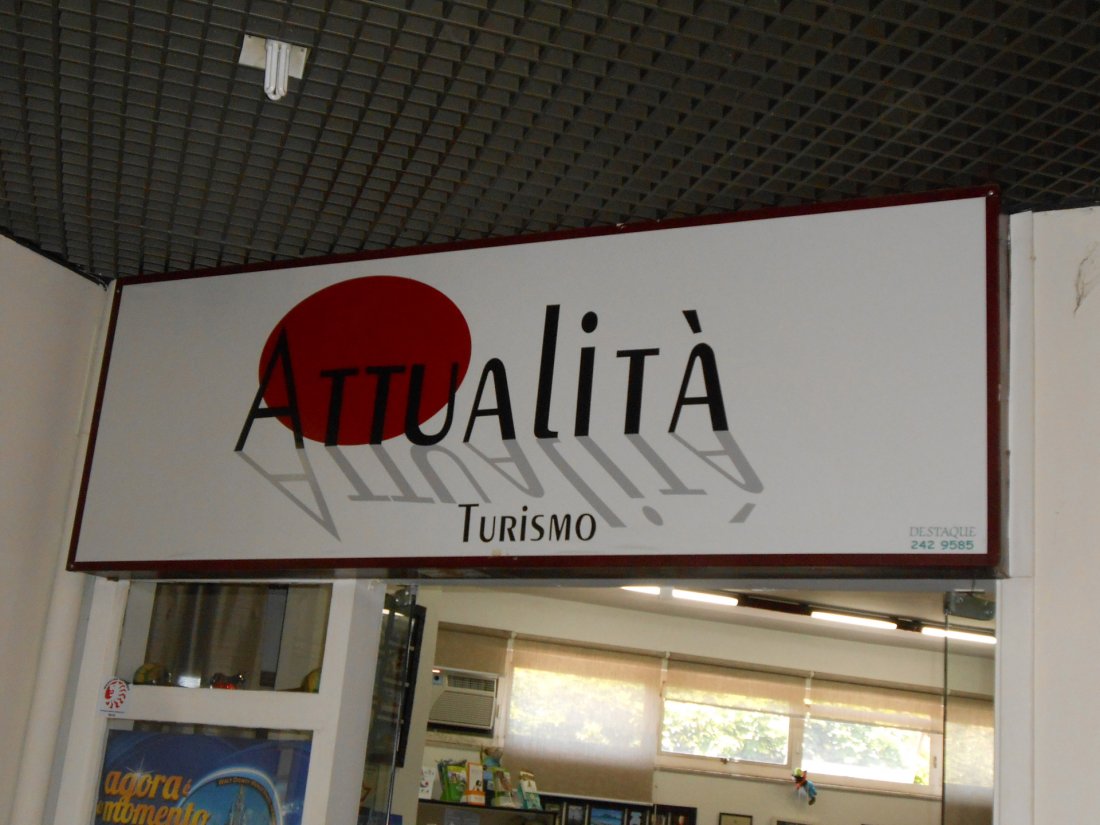 ATTUALITÀ
TURISMO
DESTAQUE
242 9585
agora é
momento